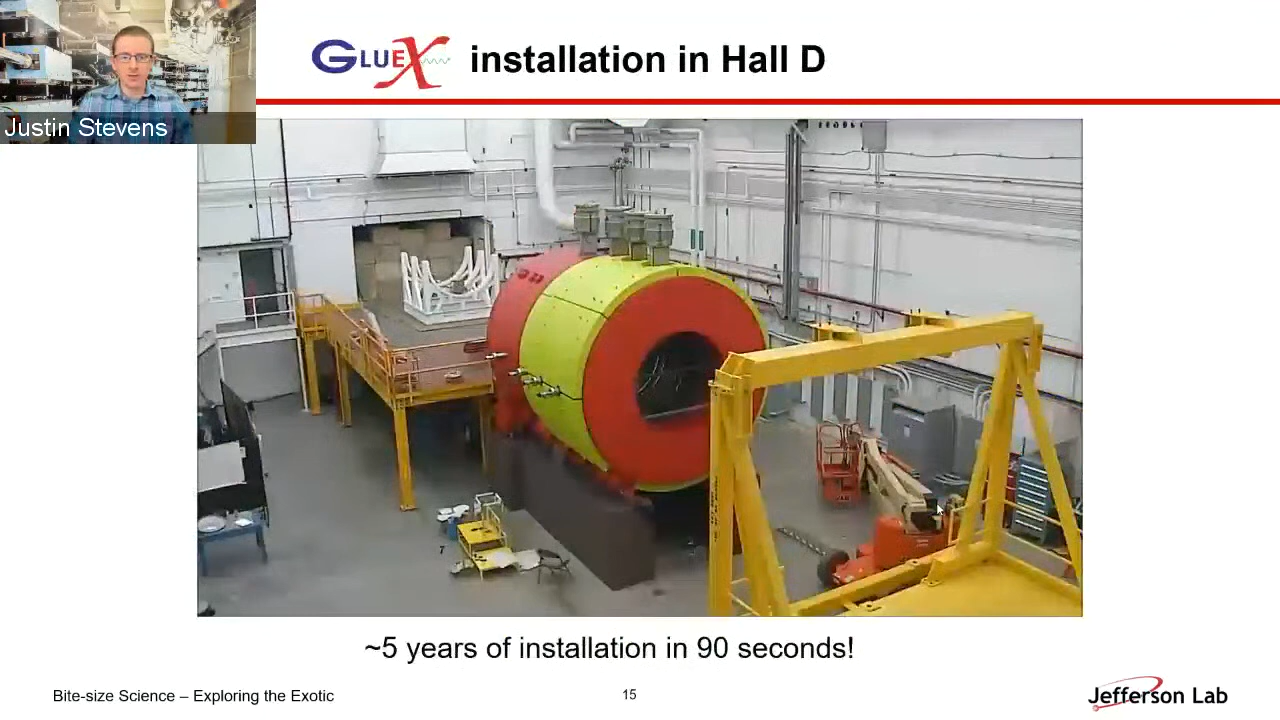 GLUEX installation in Hall D
Justin Stevens
~5 years of installation in 90 seconds!
Bite-size Science – Exploring the Exotic
15
Jefferson Lab